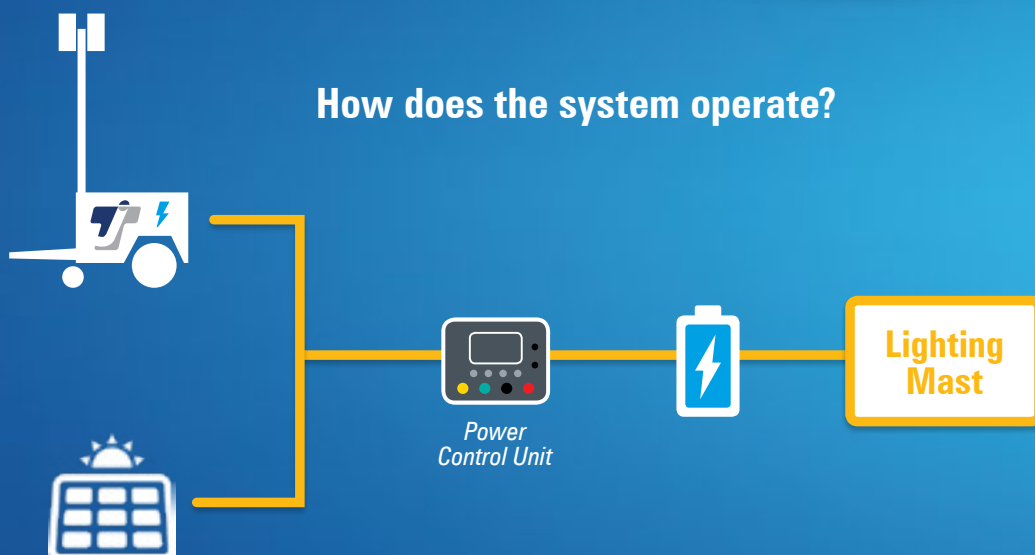 How does the system operate?
Power
Control Unit
Lighting
Mast